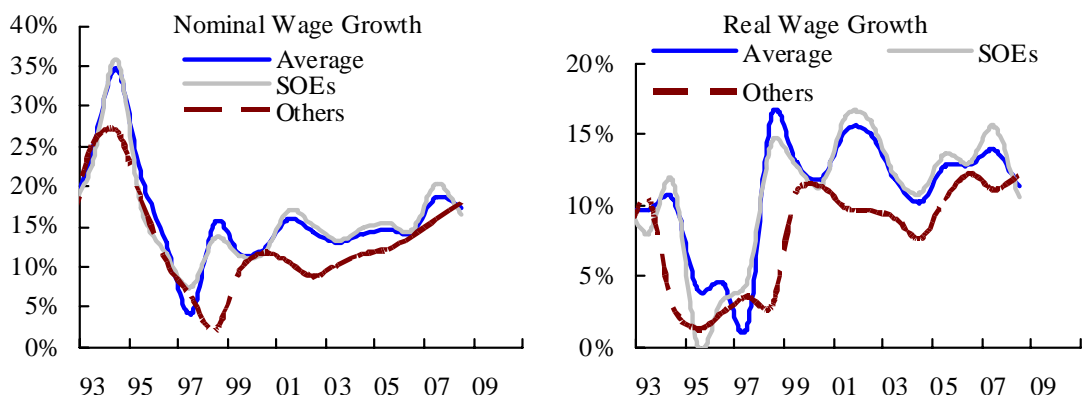 Nominal Wage Growth
Average
SOEs
Others
40%
35%
30%
25%
20%
15%
10%
5%
0%
93 95 97 99 01 03 05 07 09
Real Wage Growth
Average SOEs
Others
20%
15%
10%
5%
0%
93 95 97 99 01 03 05 07 09